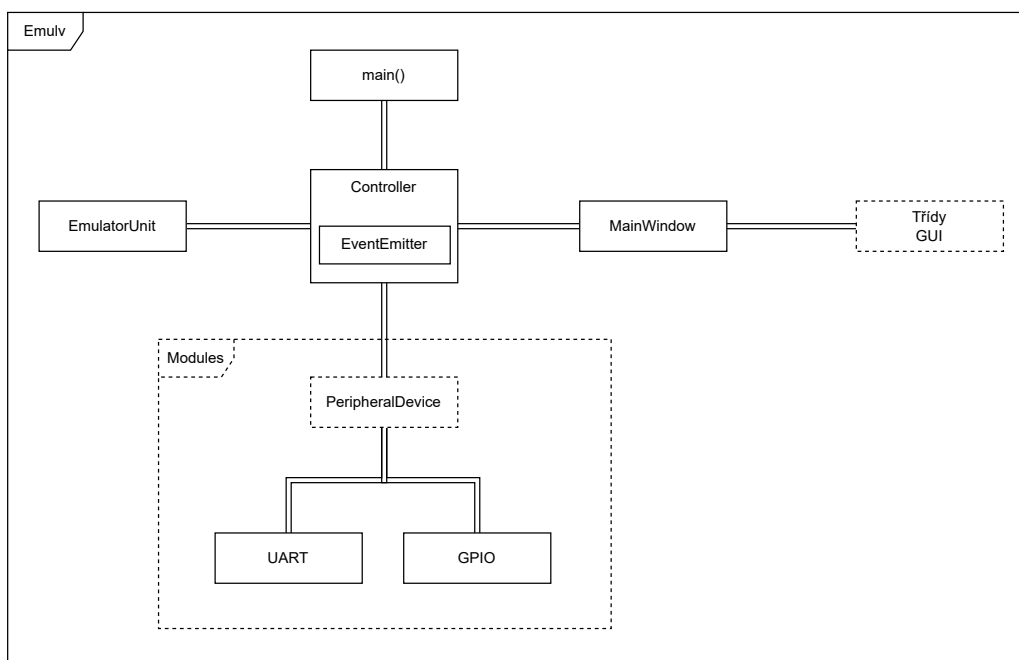 Emulv
main()
Controller
EmulatorUnit
EventEmitter
MainWindow
Třídy
GUI
Modules
PeripheralDevice
UART
GPIO